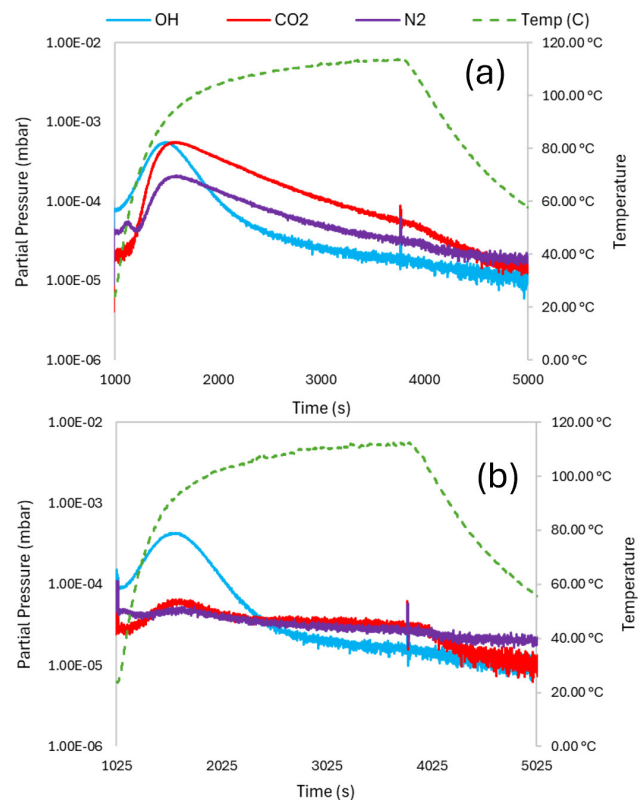 OH CO2 N2 Temp (C)
(a)
Partial Pressure (mbar)
1.00E-02
1.00E-03
1.00E-04
1.00E-05
1.00E-06
120.00 °C
100.00 °C
80.00 °C
60.00 °C
40.00 °C
20.00 °C
0.00 °C
Temperature
1000 2000 3000 4000 5000
Time (s)
(b)
Partial Pressure (mbar)
1.00E-02
1.00E-03
1.00E-04
1.00E-05
1.00E-06
120.00 °C
100.00 °C
80.00 °C
60.00 °C
40.00 °C
20.00 °C
0.00 °C
Temperature
1025 2025 3025 4025 5025
Time (s)